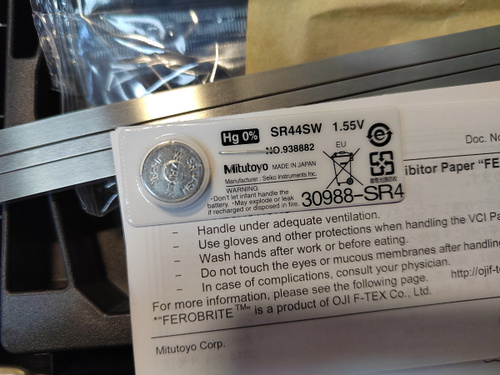 Hg 0% SR44SW 1.55V
NO.938882
Mitutoyo MADE IN JAPAN
Manufacturer: Seiko Instruments Inc.
EU
WARNING
·Don't let infant handle the
battery. ·May explode or leak
if recharged or disposed in fire.
30988-SR4
Doc. No
ibitor Paper "FER
- Handle under adequate ventilation.
- Use gloves and other protections when handling the VCI Pa
- Wash hands after work or before eating.
- Do not touch the eyes or mucous membranes after handling
- In case of complications, consult your physician.
For more information, please see the following page. http://ojif-t
*"FEROBRITE™" is a product of OJI F-TEX Co., Ltd.
Mitutoyo Corp.